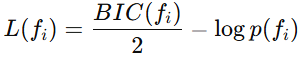 L(f_i) = \frac{BIC(f_i)}{2} - \log p(f_i)